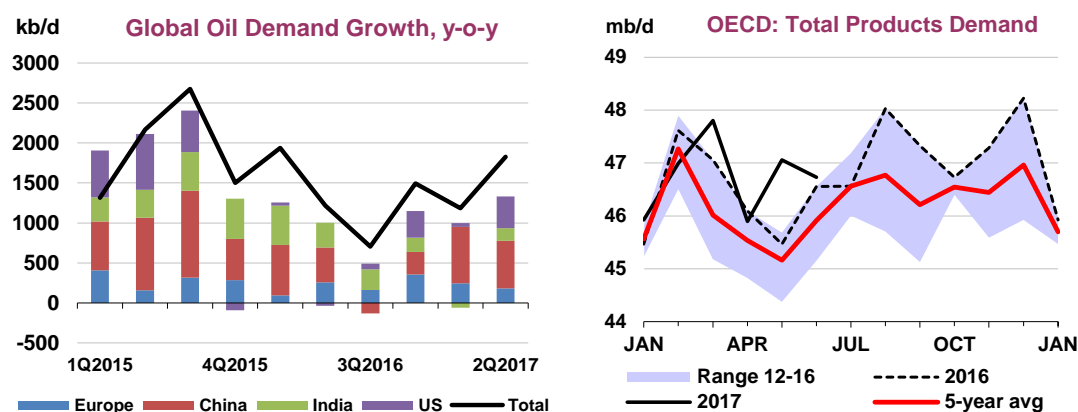 kb/d
Global Oil Demand Growth, y-o-y
3000
2500
2000
1500
1000
500
0
-500
1Q2015 4Q2015 3Q2016 2Q2017
Europe China India US Total
mb/d
OECD: Total Products Demand
49
48
47
46
45
44
JAN APR JUL OCT JAN
Range 12-16 2016
2017 5-year avg